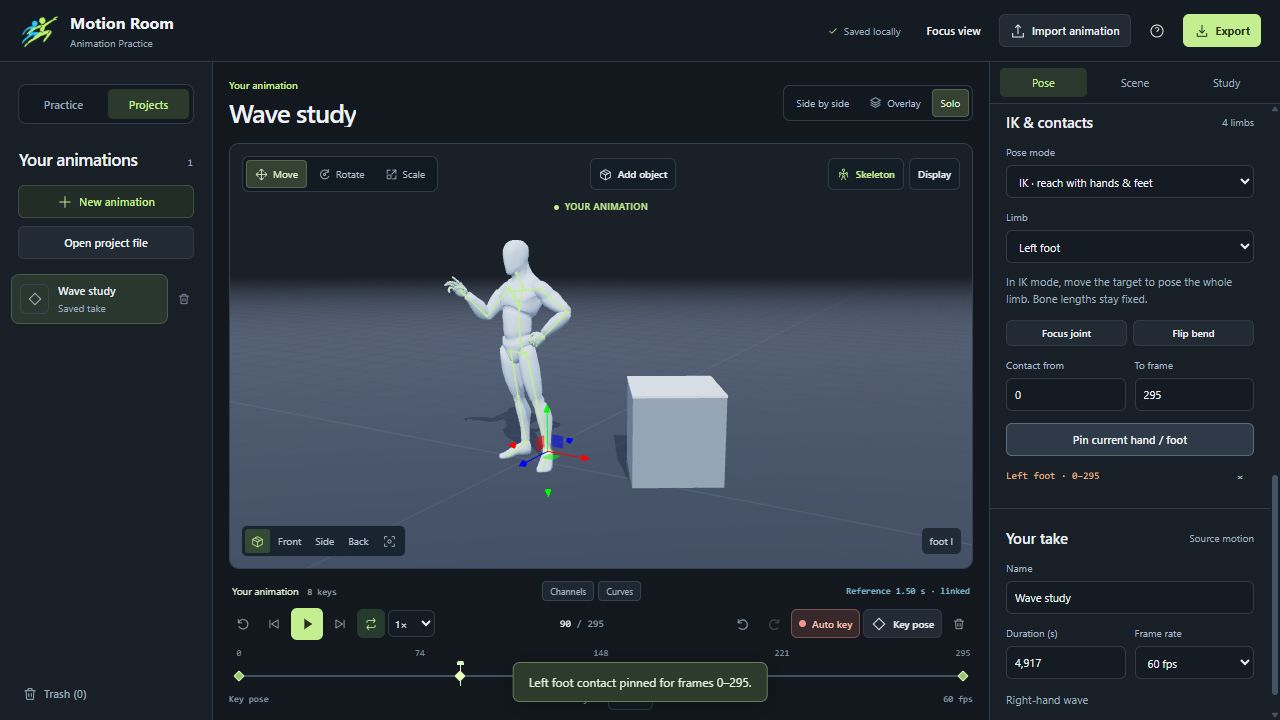 Motion Room
Animation Practice
Saved locally
Focus view
Import animation
Export
Practice
Projects
Your animations
1
New animation
Open project file
Wave study
Saved take
Trash (0)
Your animation
Wave study
Side by side
Overlay
Solo
Move
Rotate
Scale
Add object
Skeleton
Display
YOUR ANIMATION
Front
Side
Back
foot l
Your animation 8 keys
Channels
Curves
Reference 1.50 s · linked
1×
90 / 295
Auto key
Key pose
0
74
148
221
295
Key pose
60 fps
Left foot contact pinned for frames 0–295.
Pose
Scene
Study
IK & contacts
4 limbs
Pose mode
IK · reach with hands & feet
Limb
Left foot
In IK mode, move the target to pose the whole
limb. Bone lengths stay fixed.
Focus joint
Flip bend
Contact from
To frame
0
295
Pin current hand / foot
Left foot · 0–295
×
Your take
Source motion
Name
Wave study
Duration (s)
Frame rate
4,917
60 fps
Right-hand wave